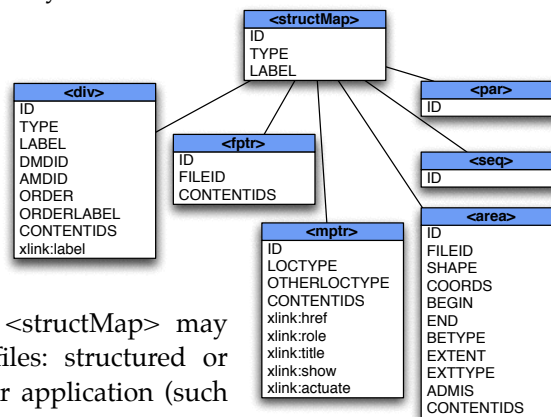 <structMap>
ID
TYPE
LABEL
<div>
ID
TYPE
LABEL
DMDID
AMDID
ORDER
ORDERLABEL
CONTENTIDS
xlink:label
<fptr>
ID
FILEID
CONTENTIDS
<mptr>
ID
LOCTYPE
OTHERLOCTYPE
CONTENTIDS
xlink:href
xlink:role
xlink:title
xlink:show
xlink:actuate
<par>
ID
<seq>
ID
<area>
ID
FILEID
SHAPE
COORDS
BEGIN
END
BETYPE
EXTENT
EXTTYPE
ADMIS
CONTENTIDS
<structMap> may
files: structured or
r application (such